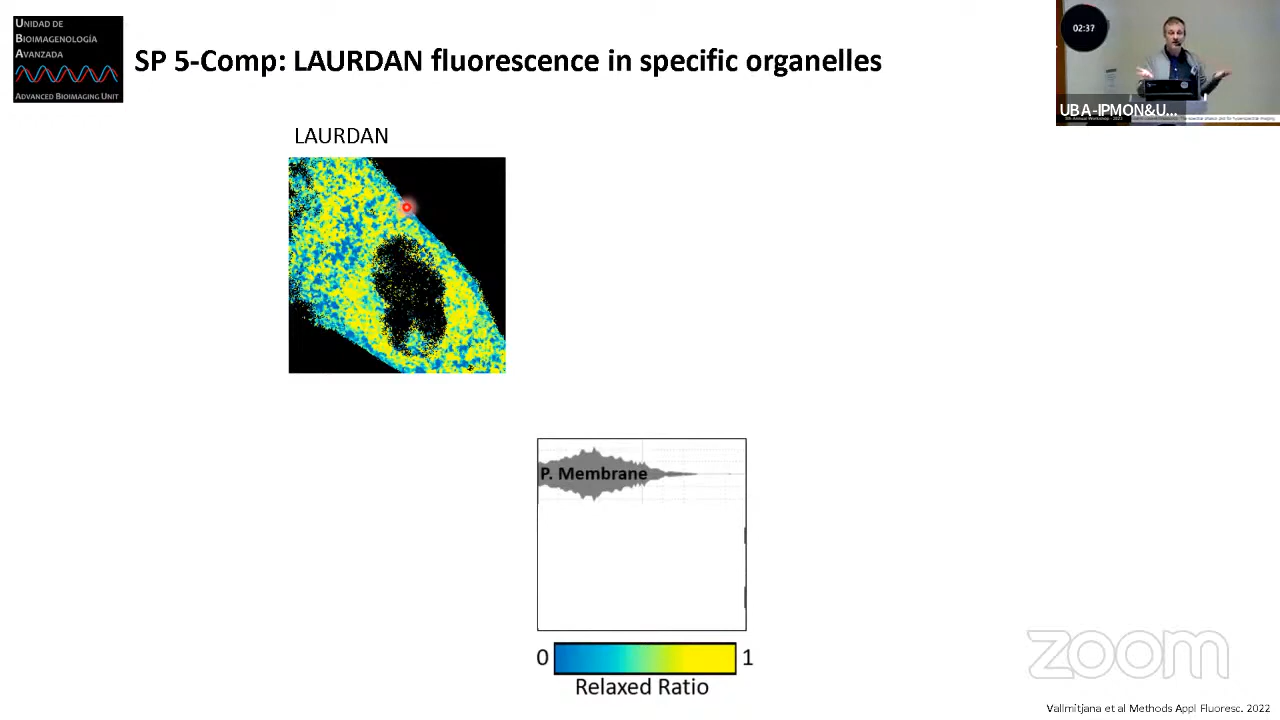 UNIDAD DE
BIOIMAGENOLOGÍA
AVANZADA
ADVANCED BIOIMAGING UNIT
SP 5-Comp: LAURDAN fluorescence in specific organelles
02:37
UBA-IPMON&U...
LAURDAN
P. Membrane
0
1
Relaxed Ratio
zoom
Vallmitjana et al Methods Appl Fluoresc. 2022